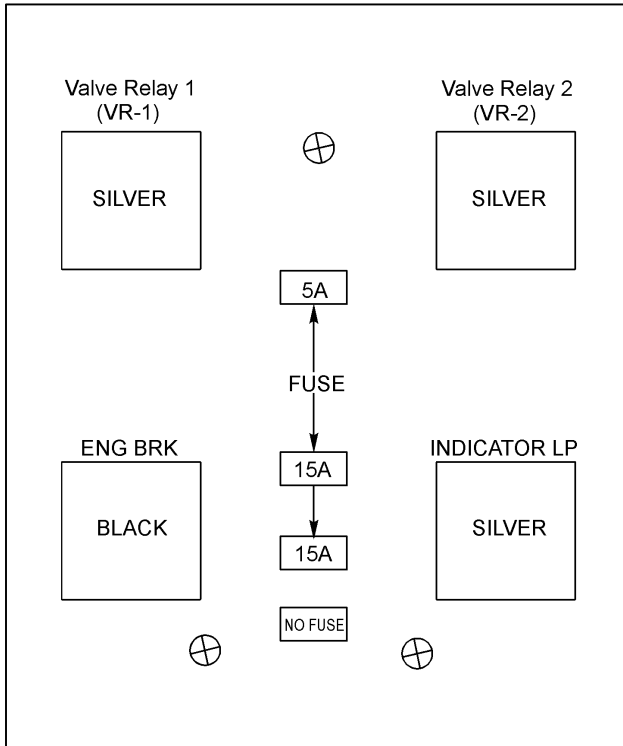 Valve Relay 1
(VR-1)
Valve Relay 2
(VR-2)
SILVER
SILVER
5A
FUSE
ENG BRK
15A
INDICATOR LP
BLACK
SILVER
15A
NO FUSE